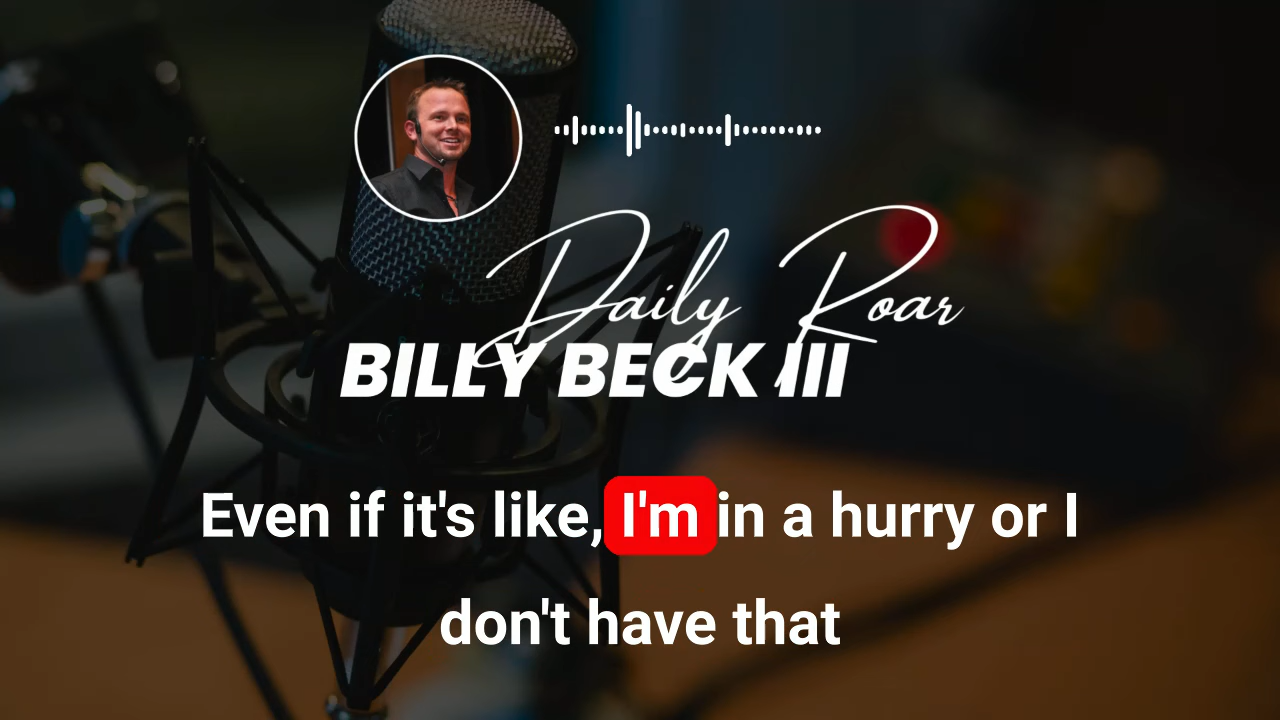 Daily Roar
BILLY BECK III
Even if it's like, I'm in a hurry or I
don't have that